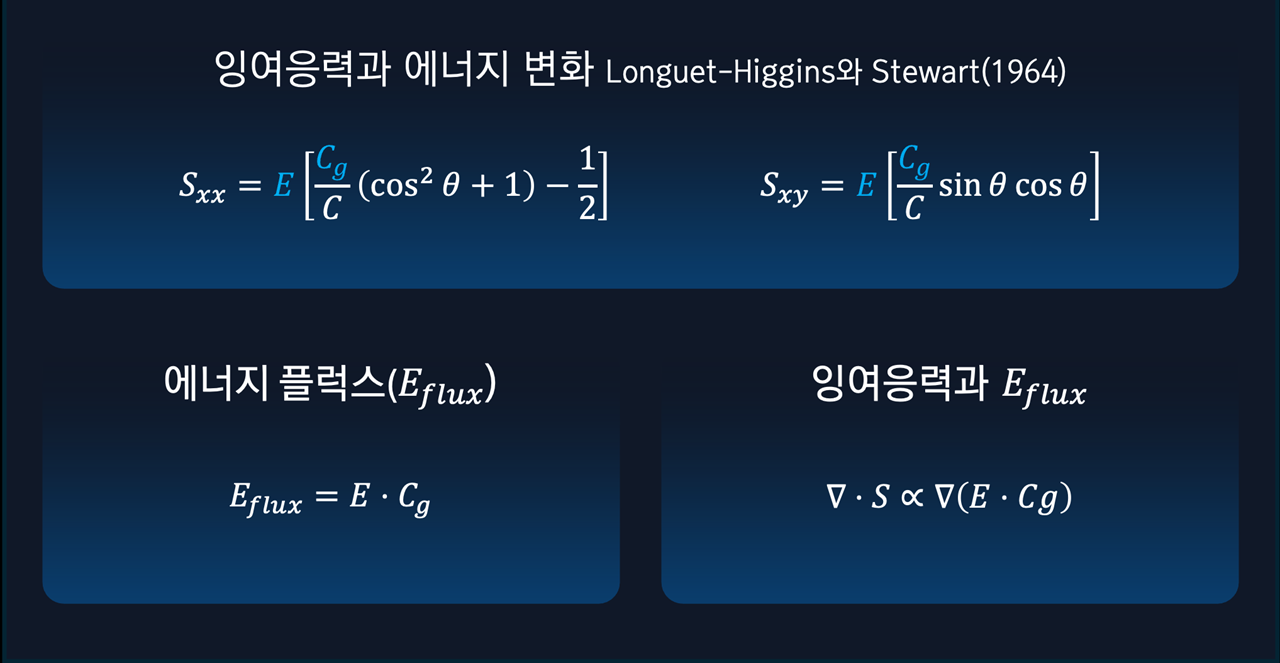 잉여응력과 에너지 변화 Longuet-Higgins와 Stewart(1964)
$S_{xx} = E\left[\frac{C_g}{C}(\cos^2\theta + 1) - \frac{1}{2}\right]$
$S_{xy} = E\left[\frac{C_g}{C}\sin\theta\cos\theta\right]$
에너지 플럭스($E_{flux}$)
$E_{flux} = E \cdot C_g$
잉여응력과 $E_{flux}$
$\nabla \cdot S \propto \nabla(E \cdot Cg)$